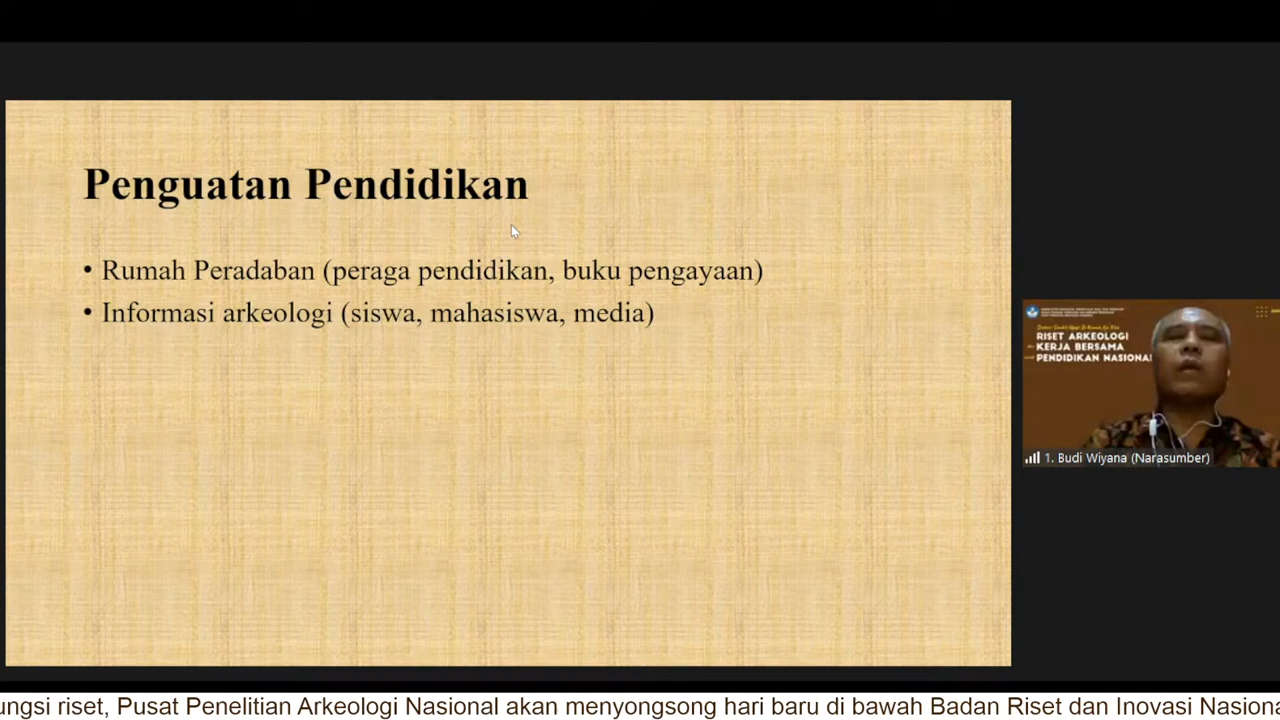 Penguatan Pendidikan
• Rumah Peradaban (peraga pendidikan, buku pengayaan)
• Informasi arkeologi (siswa, mahasiswa, media)
RISET ARKEOLOGI
KERJA BERSAMA
PENDIDIKAN NASIONAL
1. Budi Wiyana (Narasumber)
ungsi riset, Pusat Penelitian Arkeologi Nasional akan menyongsong hari baru di bawah Badan Riset dan Inovasi Nasiona